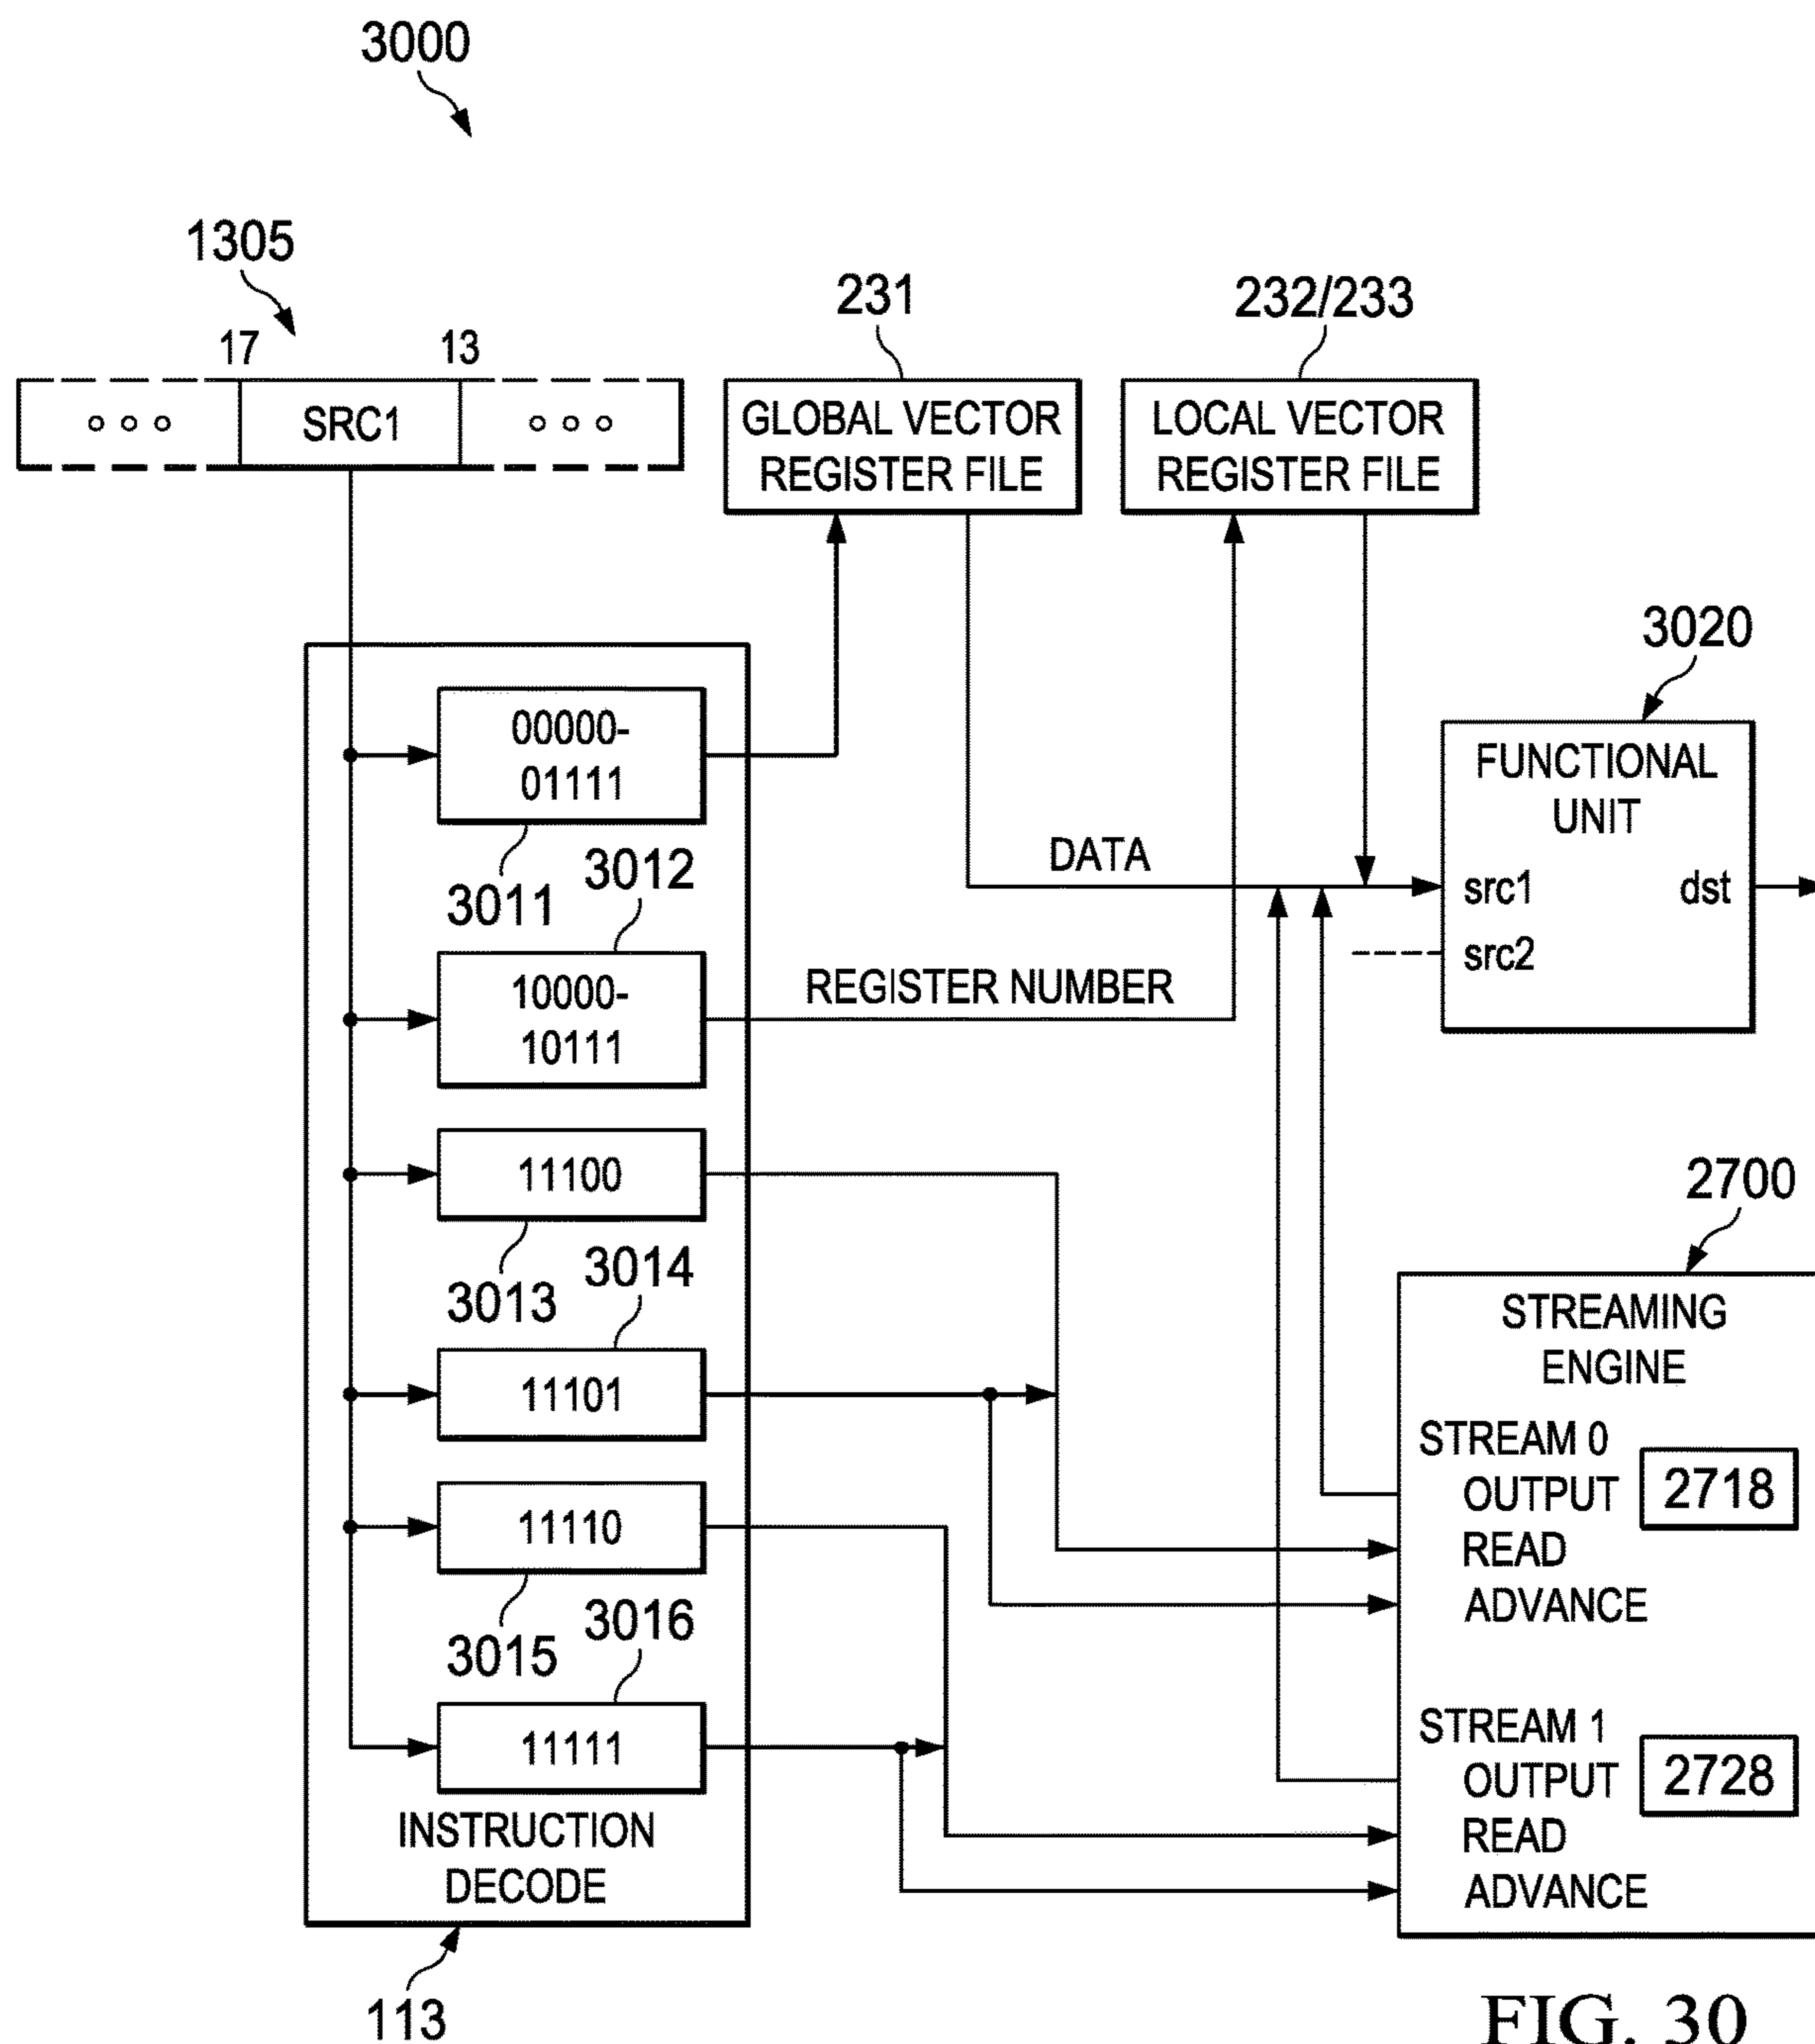 3000
1305
231
232/233
17
13
○ ○ ○
SRC1
○ ○ ○
GLOBAL VECTOR
REGISTER FILE
LOCAL VECTOR
REGISTER FILE
3020
00000-
01111
3011
FUNCTIONAL
UNIT
DATA
src1
dst
src2
3012
10000-
10111
REGISTER NUMBER
11100
3013
2700
3014
11101
STREAMING
ENGINE
STREAM 0
OUTPUT
2718
READ
ADVANCE
11110
3015
3016
11111
STREAM 1
OUTPUT
2728
READ
ADVANCE
INSTRUCTION
DECODE
113
FIG. 30